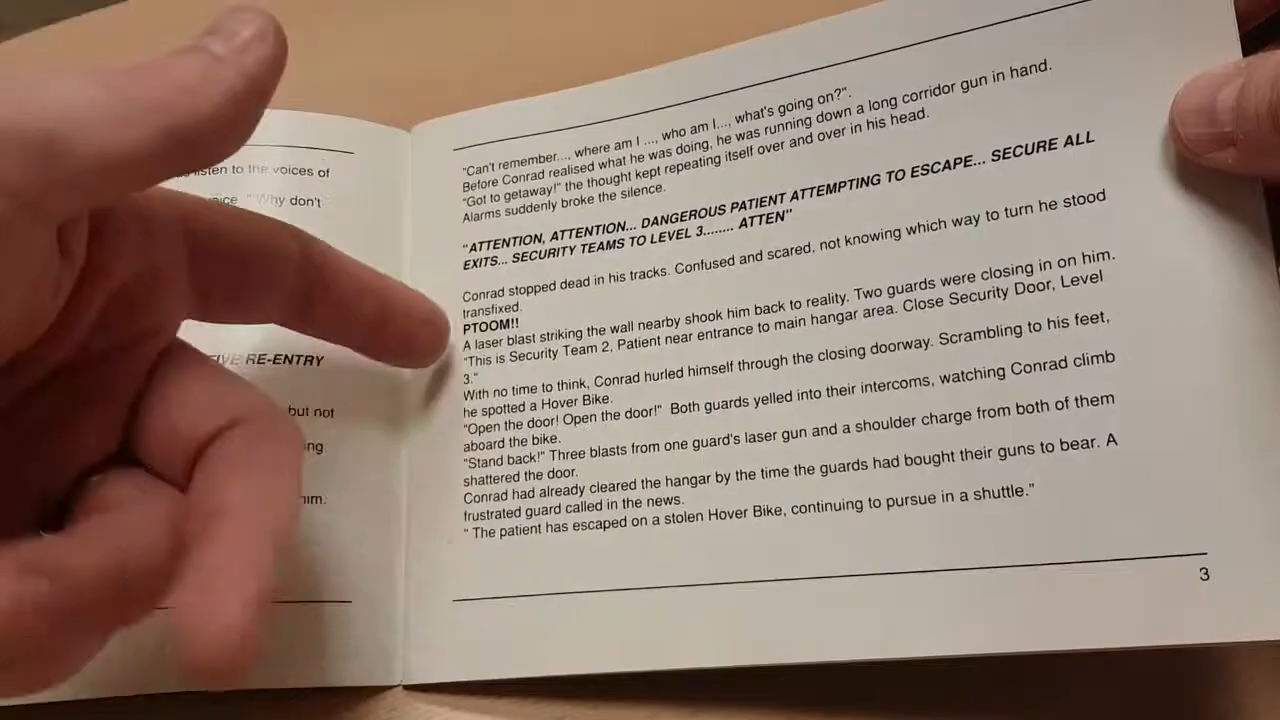 listen to the voices of
"Why don't
RE-ENTRY
but not
him.
"Can't remember..., where am I ..., who am I..., what's going on?".
Before Conrad realised what he was doing, he was running down a long corridor gun in hand.
"Got to getaway!" the thought kept repeating itself over and over in his head.
Alarms suddenly broke the silence.
"ATTENTION, ATTENTION... DANGEROUS PATIENT ATTEMPTING TO ESCAPE... SECURE ALL
EXITS... SECURITY TEAMS TO LEVEL 3........ ATTEN"
Conrad stopped dead in his tracks. Confused and scared, not knowing which way to turn he stood
transfixed.
PTOOM!!
A laser blast striking the wall nearby shook him back to reality. Two guards were closing in on him.
"This is Security Team 2, Patient near entrance to main hangar area. Close Security Door, Level
3."
With no time to think, Conrad hurled himself through the closing doorway. Scrambling to his feet,
he spotted a Hover Bike.
"Open the door! Open the door!" Both guards yelled into their intercoms, watching Conrad climb
aboard the bike.
"Stand back!" Three blasts from one guard's laser gun and a shoulder charge from both of them
shattered the door.
Conrad had already cleared the hangar by the time the guards had bought their guns to bear. A
frustrated guard called in the news.
" The patient has escaped on a stolen Hover Bike, continuing to pursue in a shuttle."
3